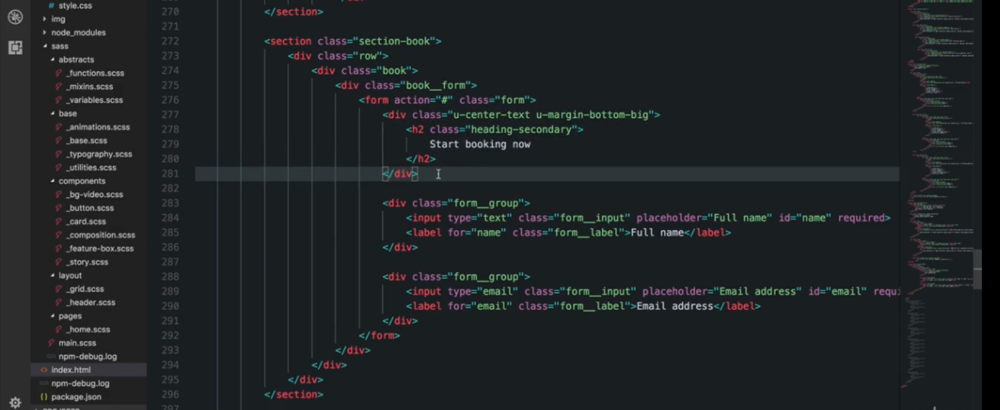 style.css
img
node_modules
sass
abstracts
_functions.scss
_mixins.scss
_variables.scss
base
_animations.scss
_base.scss
_typography.scss
_utilities.scss
components
_bg-video.scss
_button.scss
_card.scss
_composition.scss
_feature-box.scss
_story.scss
layout
_grid.scss
_header.scss
pages
_home.scss
main.scss
npm-debug.log
index.html
npm-debug.log
package.json
270 </section>
271
272 <section class="section-book">
273 <div class="row">
274 <div class="book">
275 <div class="book__form">
276 <form action="#" class="form">
277 <div class="u-center-text u-margin-bottom-big">
278 <h2 class="heading-secondary">
279 Start booking now
280 </h2>
281 </div>
282
283 <div class="form__group">
284 <input type="text" class="form__input" placeholder="Full name" id="name" required>
285 <label for="name" class="form__label">Full name</label>
286 </div>
287
288 <div class="form__group">
289 <input type="email" class="form__input" placeholder="Email address" id="email" requi
290 <label for="email" class="form__label">Email address</label>
291 </div>
292 </form>
293 </div>
294 </div>
295 </div>
296 </section>
297